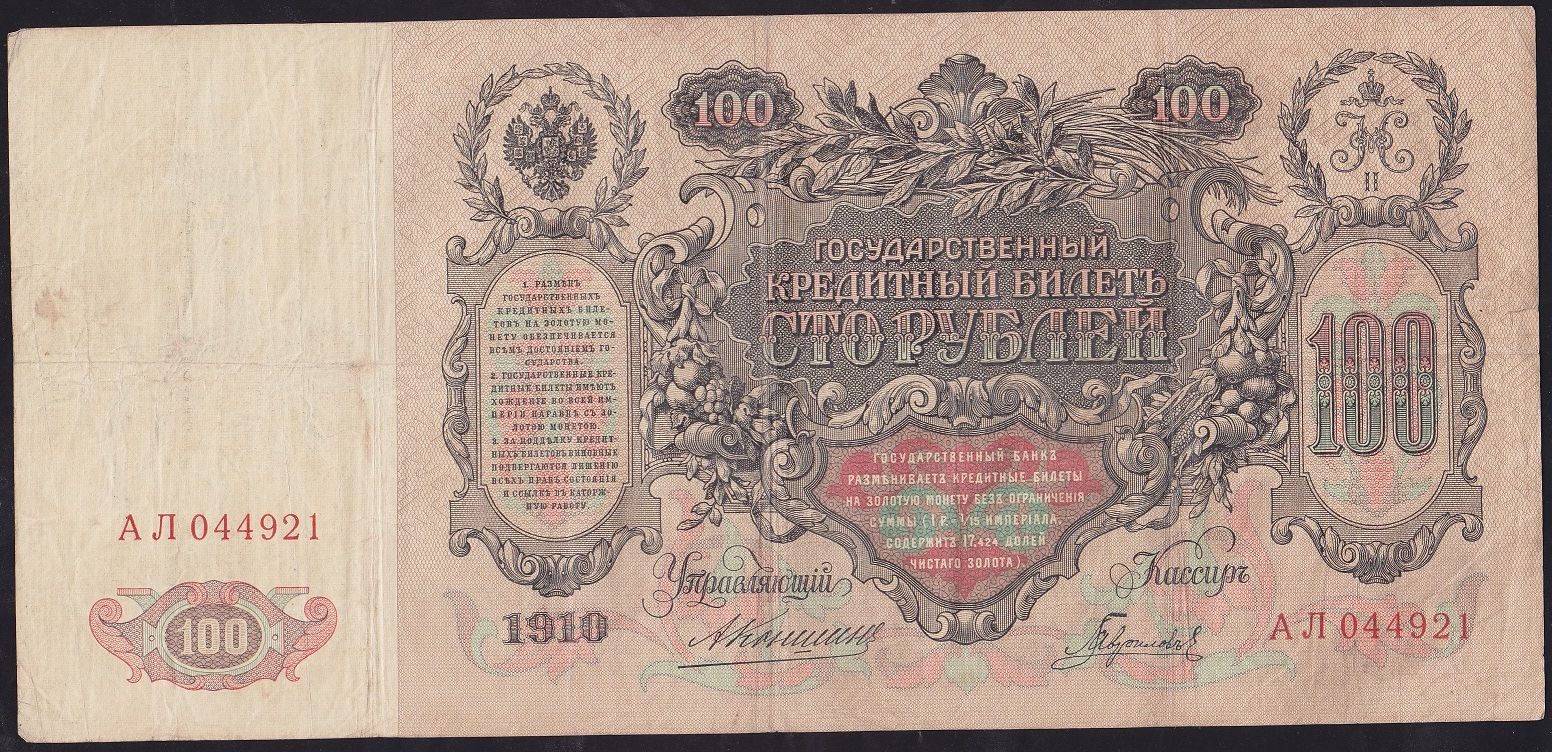 100
100
II
ГОСУДАРСТВЕННЫЙ
КРЕДИТНЫЙ БИЛЕТЪ
СТО РУБЛЕЙ
1. РАЗМѢНЪ
ГОСУДАРСТВЕННЫХЪ
КРЕДИТНЫХЪ БИЛЕ-
ТОВЪ НА ЗОЛОТУЮ МО-
НЕТУ ОБЕЗПЕЧИВАЕТСЯ
ВСѢМЪ ДОСТОЯНІЕМЪ ГО-
СУДАРСТВА.
2. ГОСУДАРСТВЕННЫЕ КРЕ-
ДИТНЫЕ БИЛЕТЫ ИМѢЮТЪ
ХОЖДЕНІЕ ВО ВСЕЙ ИМ-
ПЕРІИ НАРАВНѢ СЪ ЗО-
ЛОТОЮ МОНЕТОЮ.
3. ЗА ПОДДѢЛКУ КРЕДИТ-
НЫХЪ БИЛЕТОВЪ ВИНОВНЫЕ
ПОДВЕРГАЮТСЯ ЛИШЕНІЮ
ВСѢХЪ ПРАВЪ СОСТОЯНІЯ
И ССЫЛКѢ ВЪ КАТОРЖ-
НУЮ РАБОТУ
100
ГОСУДАРСТВЕННЫЙ БАНКЪ
РАЗМѢНИВАЕТЪ КРЕДИТНЫЕ БИЛЕТЫ
НА ЗОЛОТУЮ МОНЕТУ БЕЗЪ ОГРАНИЧЕНІЯ
СУММЫ (1 Р.= 1/15 ИМПЕРІАЛА,
СОДЕРЖИТЪ 17,424 ДОЛЕЙ
ЧИСТАГО ЗОЛОТА).
АЛ 044921
Управляющій
Кассиръ
1910
АКоншинъ
Гавриловъ
АЛ 044921
100